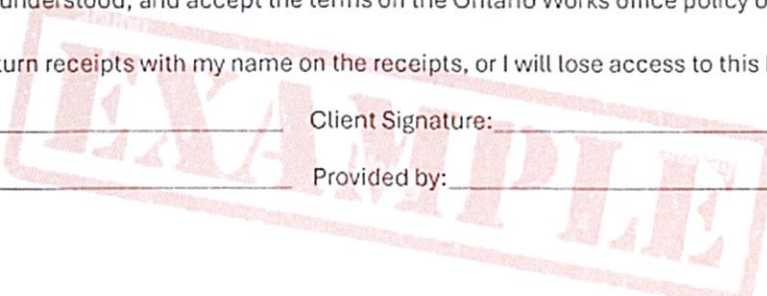 understood, and accept the terms on the Ontario Works office policy
turn receipts with my name on the receipts, or I will lose access to this
Client Signature:
Provided by:
EXAMPLE